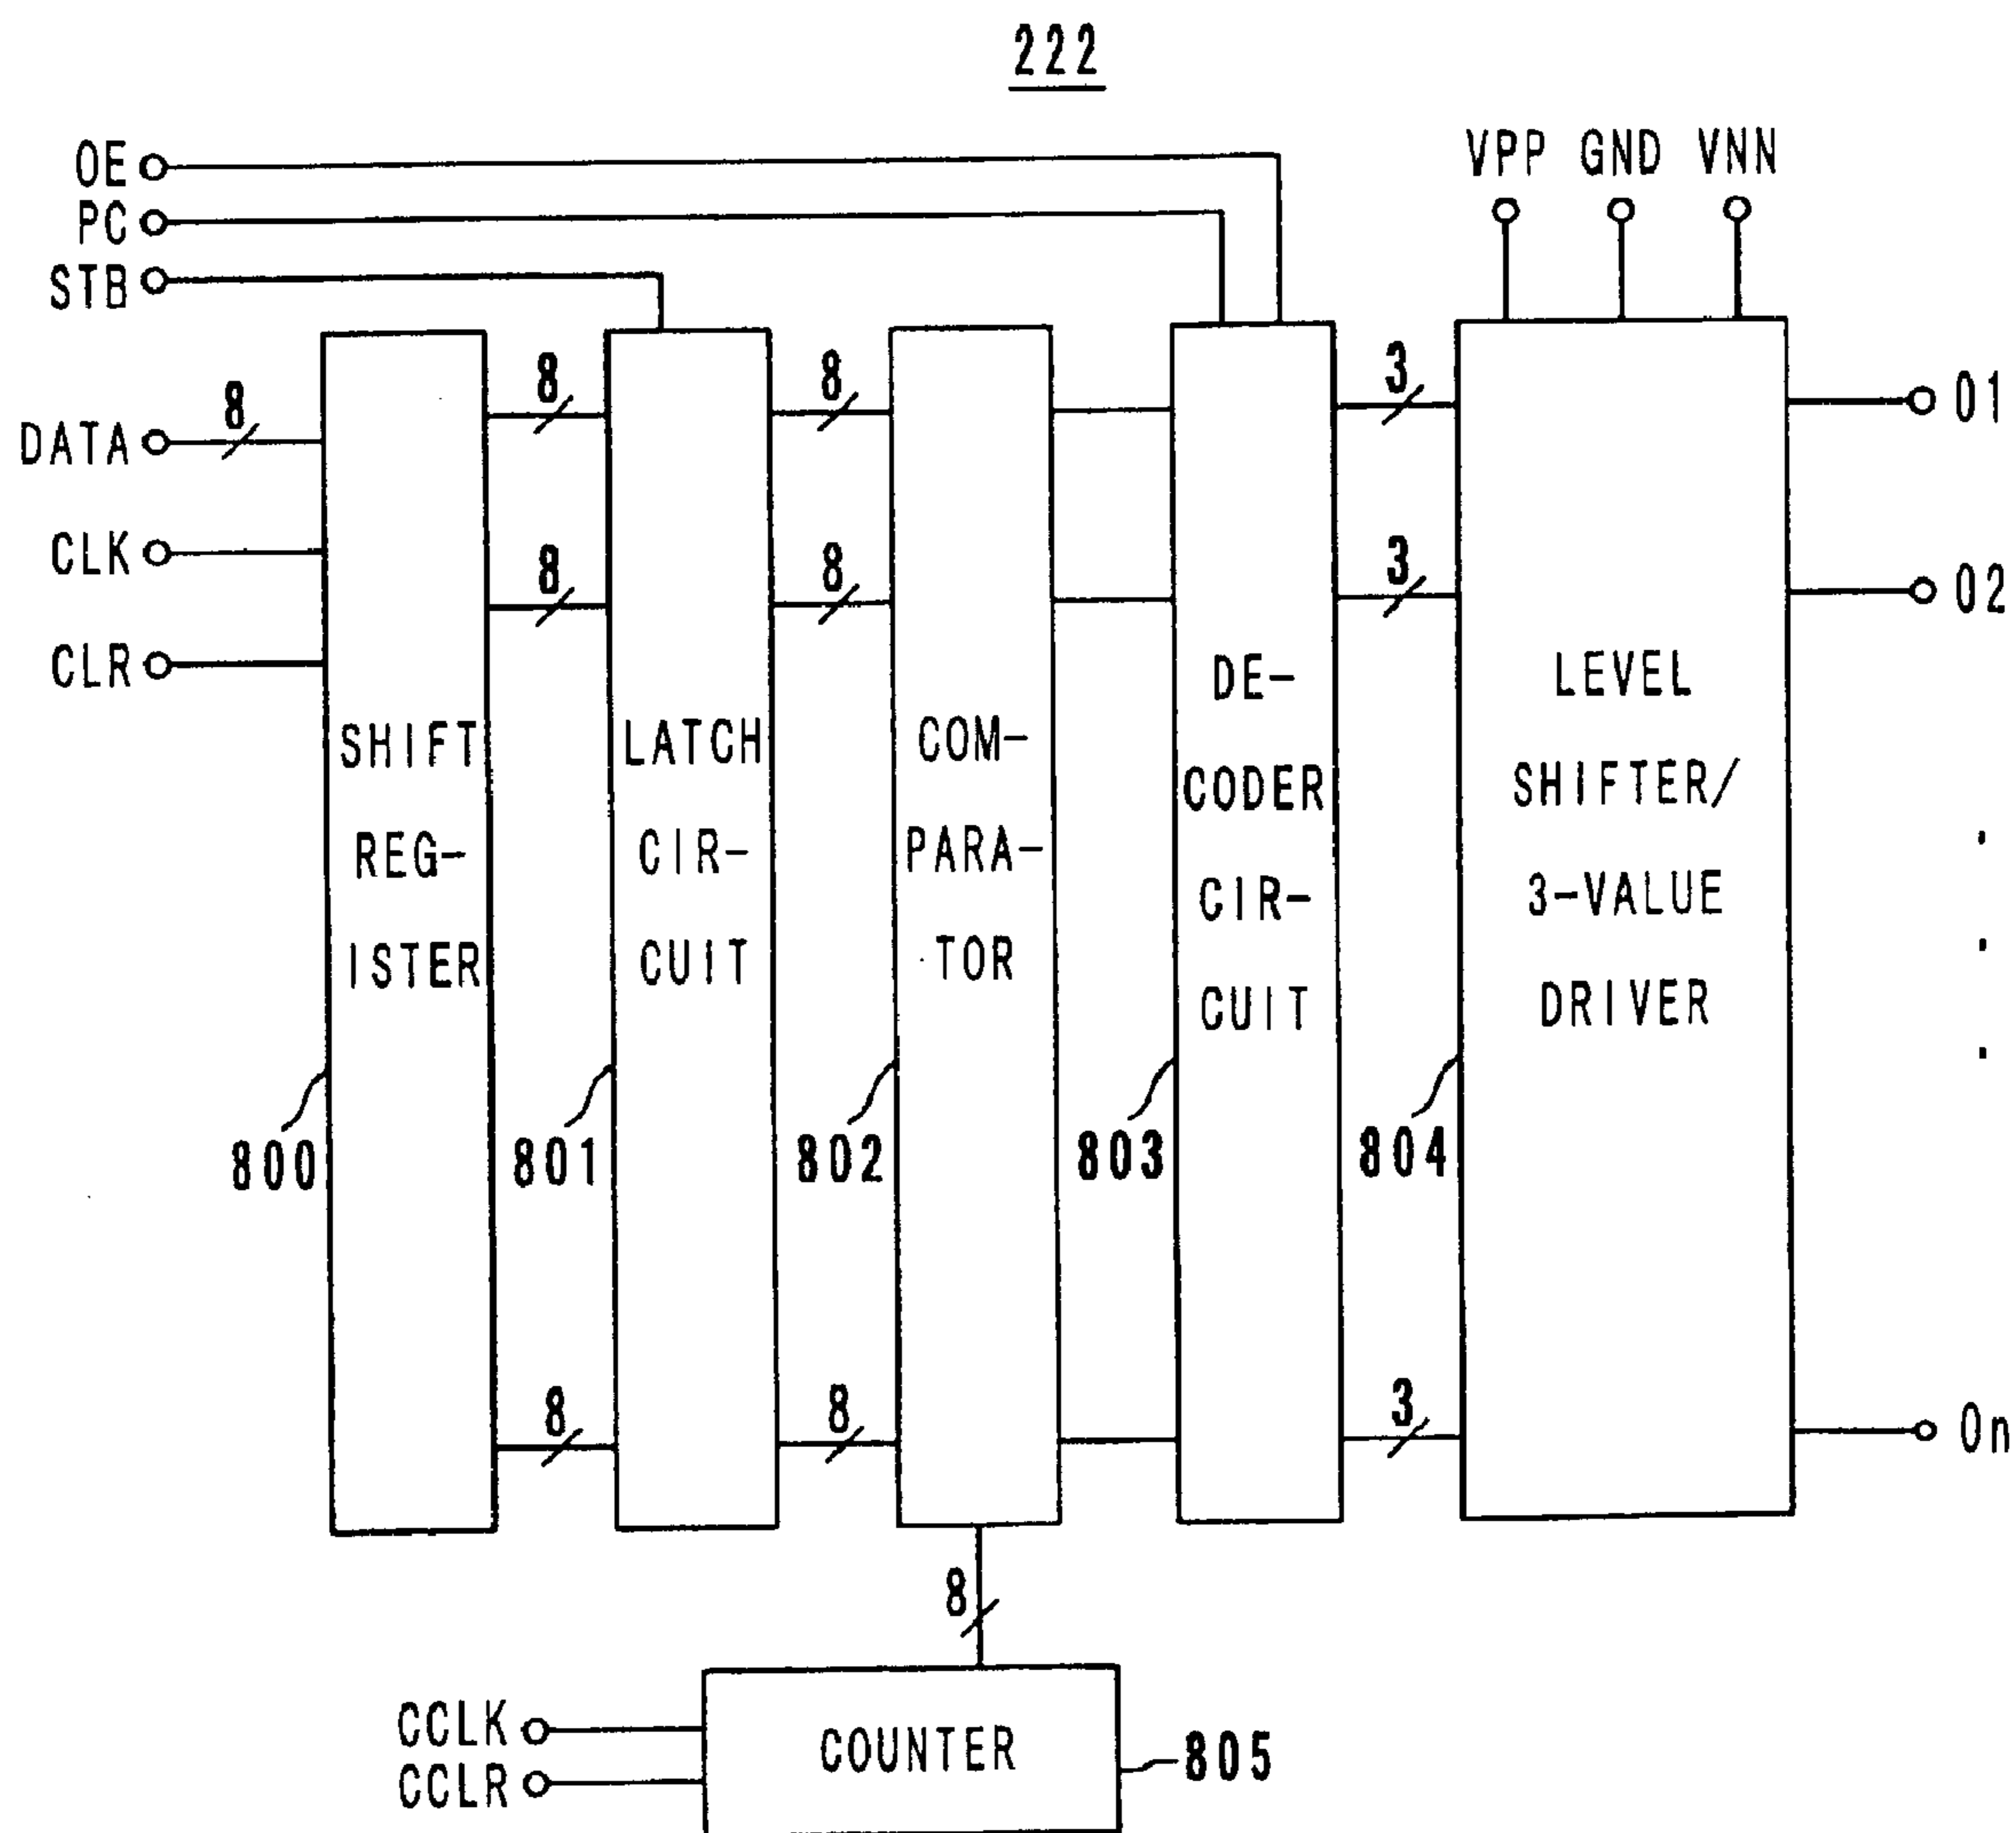 222
OE
PC
STB
VPP GND VNN
DATA
8
CLK
CLR
8
8
3
O1
8
8
3
O2
SHIFT
REG-
ISTER
LATCH
CIR-
CUIT
COM-
PARA-
TOR
DE-
CODER
CIR-
CUIT
LEVEL
SHIFTER/
3-VALUE
DRIVER
800
801
802
803
804
8
8
3
On
8
CCLK
CCLR
COUNTER
805